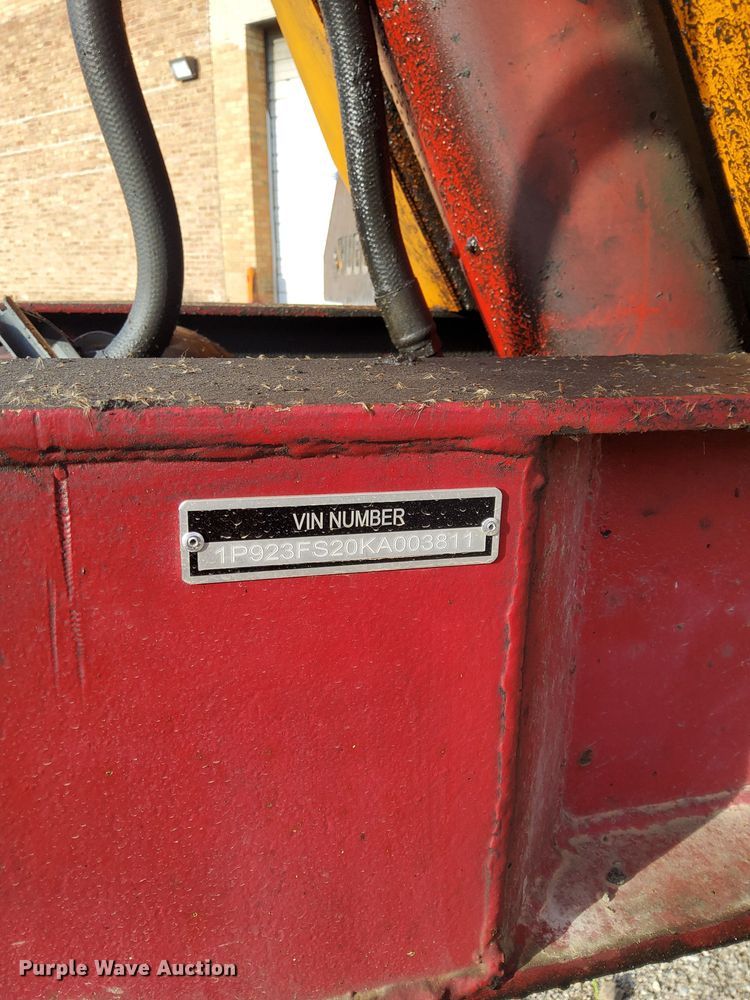 VIN NUMBER
1P923FS20KA003811
Purple Wave Auction